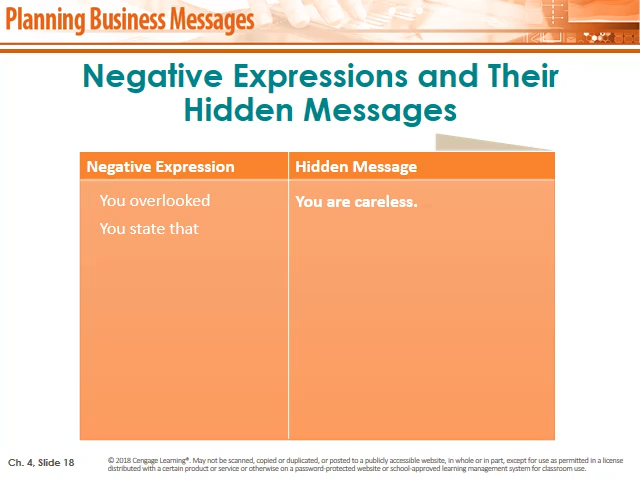 Planning Business Messages
Negative Expressions and Their
Hidden Messages
Negative Expression
Hidden Message
You overlooked
You are careless.
You state that
Ch. 4, Slide 18
© 2018 Cengage Learning®. May not be scanned, copied or duplicated, or posted to a publicly accessible website, in whole or in part, except for use as permitted in a license
distributed with a certain product or service or otherwise on a password-protected website or school-approved learning management system for classroom use.